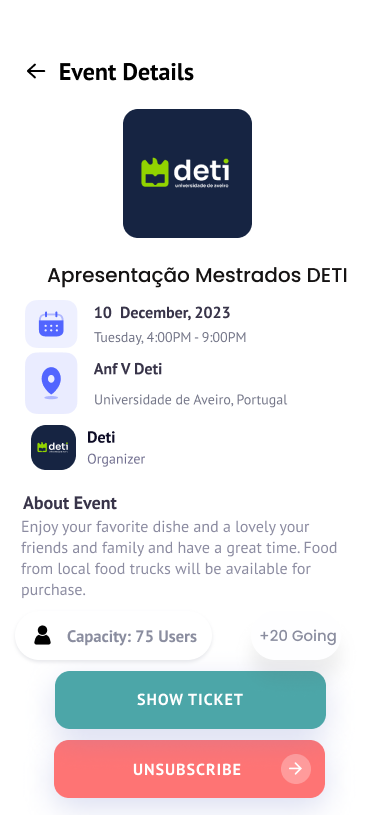 Event Details
deti
universidade de aveiro
Apresentação Mestrados DETI
10 December, 2023
Tuesday, 4:00PM - 9:00PM
Anf V Deti
Universidade de Aveiro, Portugal
deti
Deti
Organizer
About Event
Enjoy your favorite dishe and a lovely your
friends and family and have a great time. Food
from local food trucks will be available for
purchase.
Capacity: 75 Users
+20 Going
SHOW TICKET
UNSUBSCRIBE